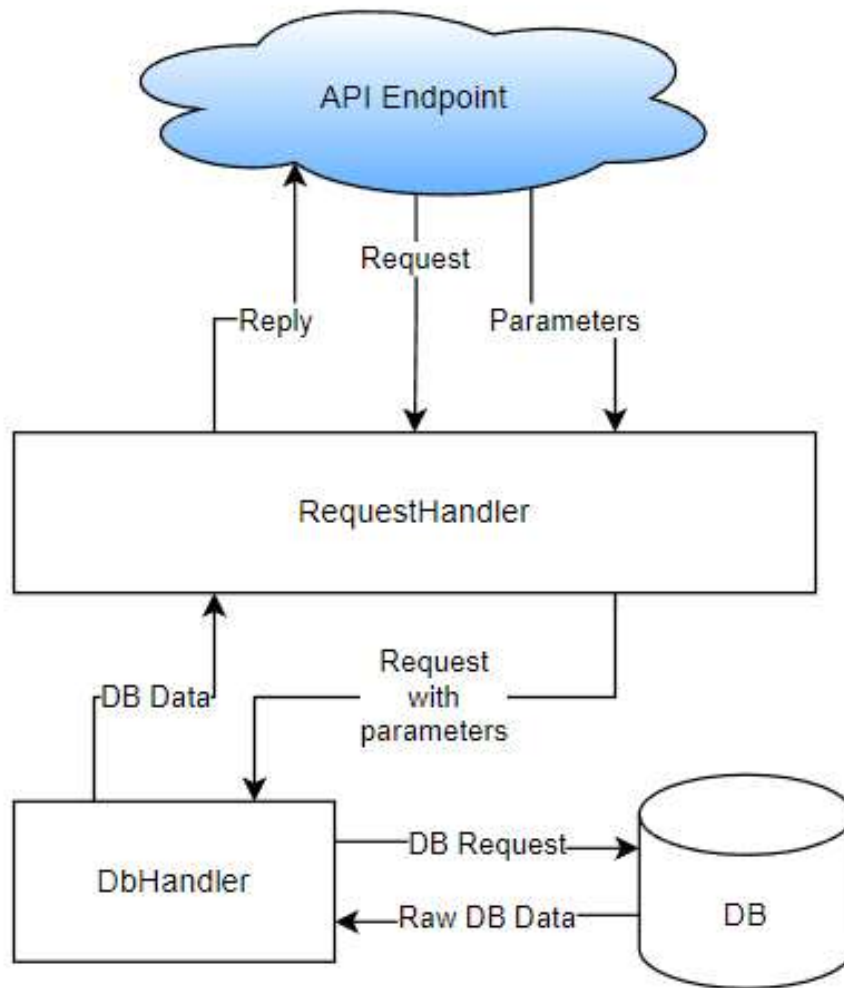 API Endpoint
Request
Reply
Parameters
RequestHandler
DB Data
Request
with
parameters
DbHandler
DB Request
Raw DB Data
DB